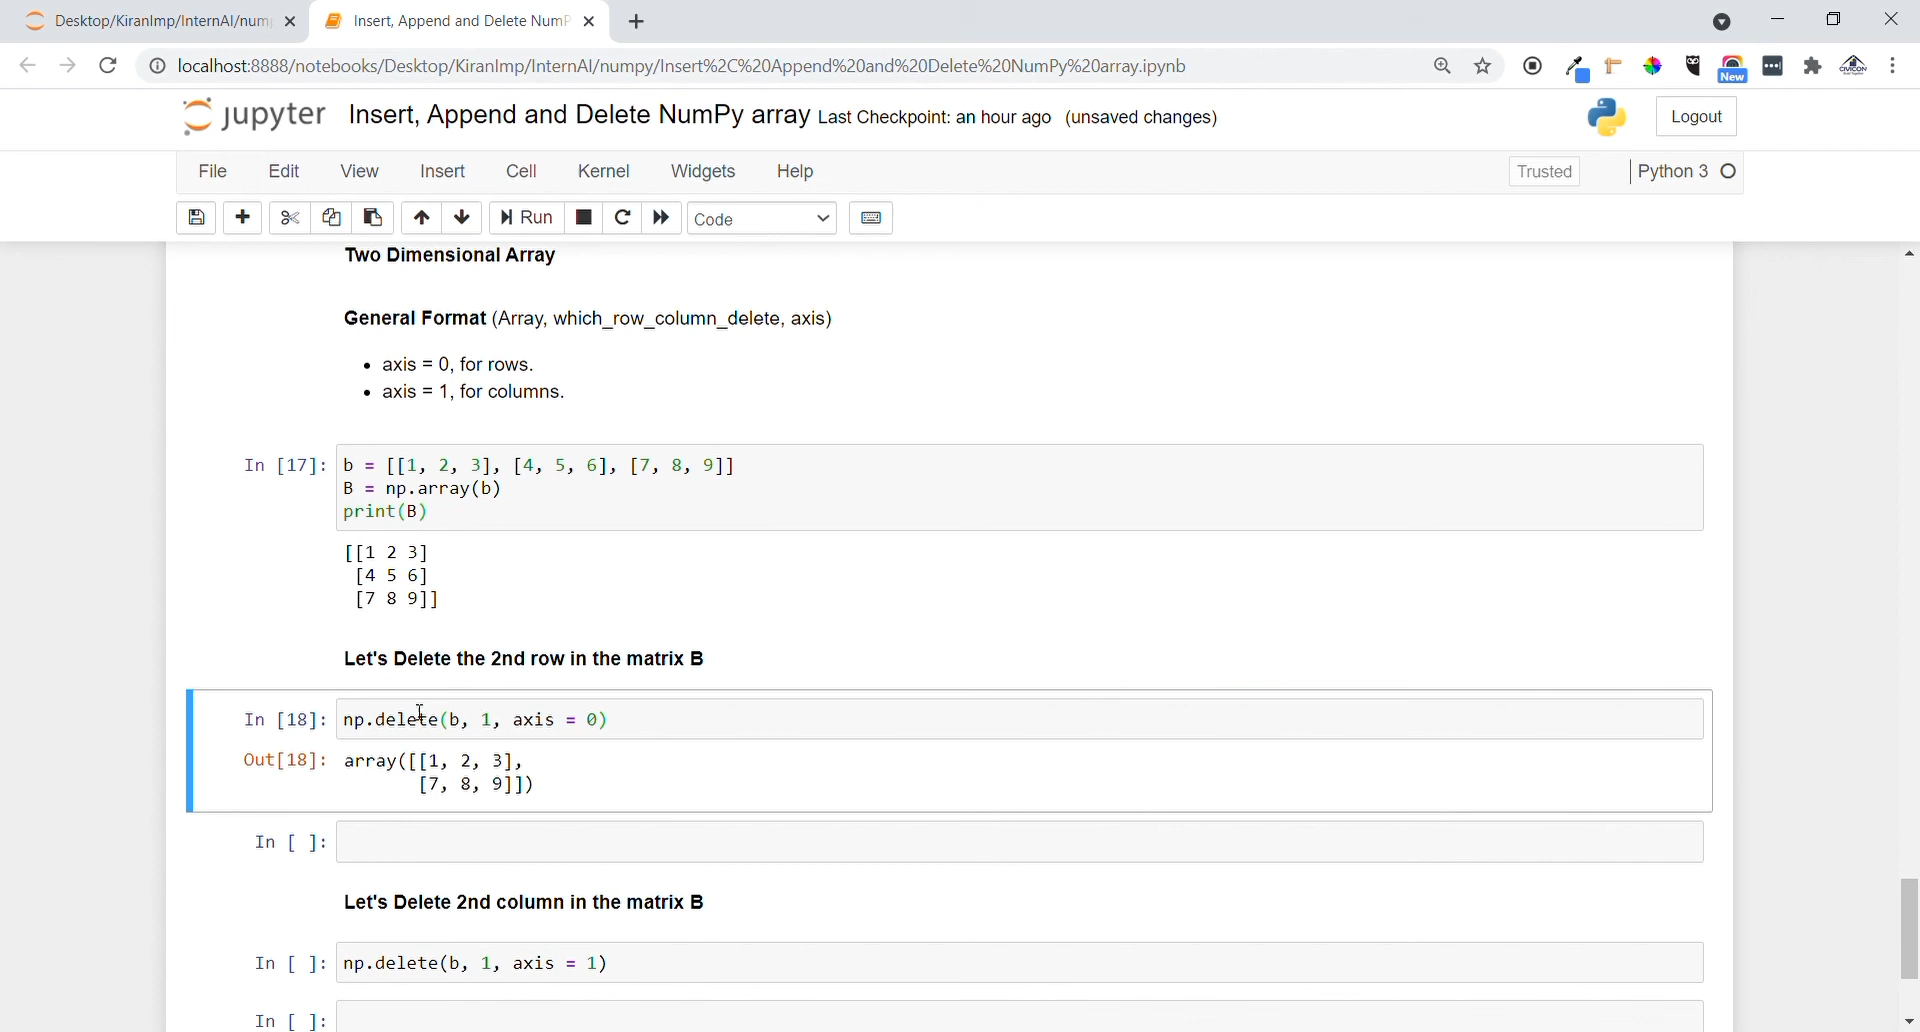 Desktop/KiranImp/InternAI/num
Insert, Append and Delete NumP
localhost:8888/notebooks/Desktop/KiranImp/InternAI/numpy/Insert%2C%20Append%20and%20Delete%20NumPy%20array.ipynb
New
CIVICON
jupyter Insert, Append and Delete NumPy array Last Checkpoint: an hour ago (unsaved changes)
Logout
File Edit View Insert Cell Kernel Widgets Help
Trusted
Python 3
Run
Code
Two Dimensional Array
General Format (Array, which_row_column_delete, axis)
• axis = 0, for rows.
• axis = 1, for columns.
In [17]: b = [[1, 2, 3], [4, 5, 6], [7, 8, 9]]
B = np.array(b)
print(B)
[[1 2 3]
[4 5 6]
[7 8 9]]
Let's Delete the 2nd row in the matrix B
In [18]: np.delete(b, 1, axis = 0)
Out[18]: array([[1, 2, 3],
[7, 8, 9]])
In [ ]:
Let's Delete 2nd column in the matrix B
In [ ]: np.delete(b, 1, axis = 1)
In [ ]: